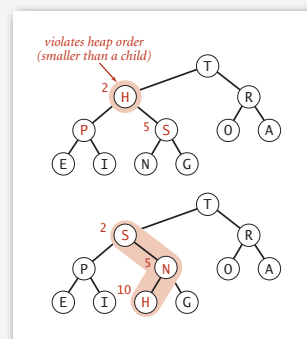 violates heap order
(smaller than a child)
T
2 H R
P 5 S O A
E I N G
T
2 S R
P 5 N O A
E I 10 H G